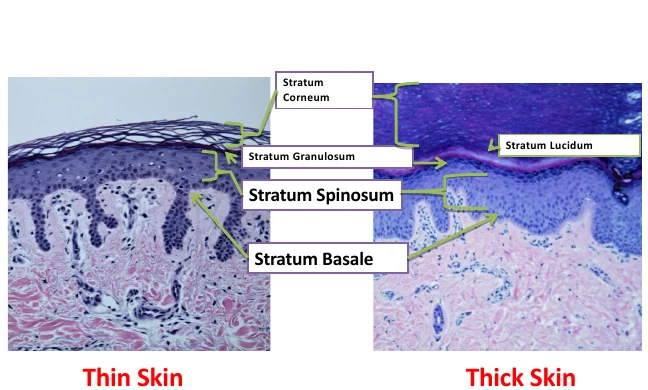 Stratum
Corneum
Stratum Lucidum
Stratum Granulosum
Stratum Spinosum
Stratum Basale
Thin Skin
Thick Skin